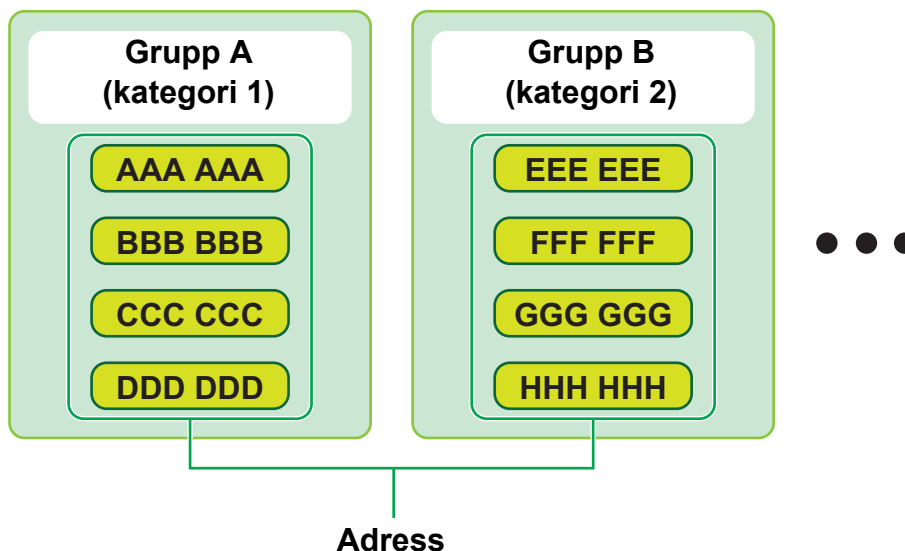 Grupp A
(kategori 1)
AAA AAA
BBB BBB
CCC CCC
DDD DDD
Grupp B
(kategori 2)
EEE EEE
FFF FFF
GGG GGG
HHH HHH
Adress